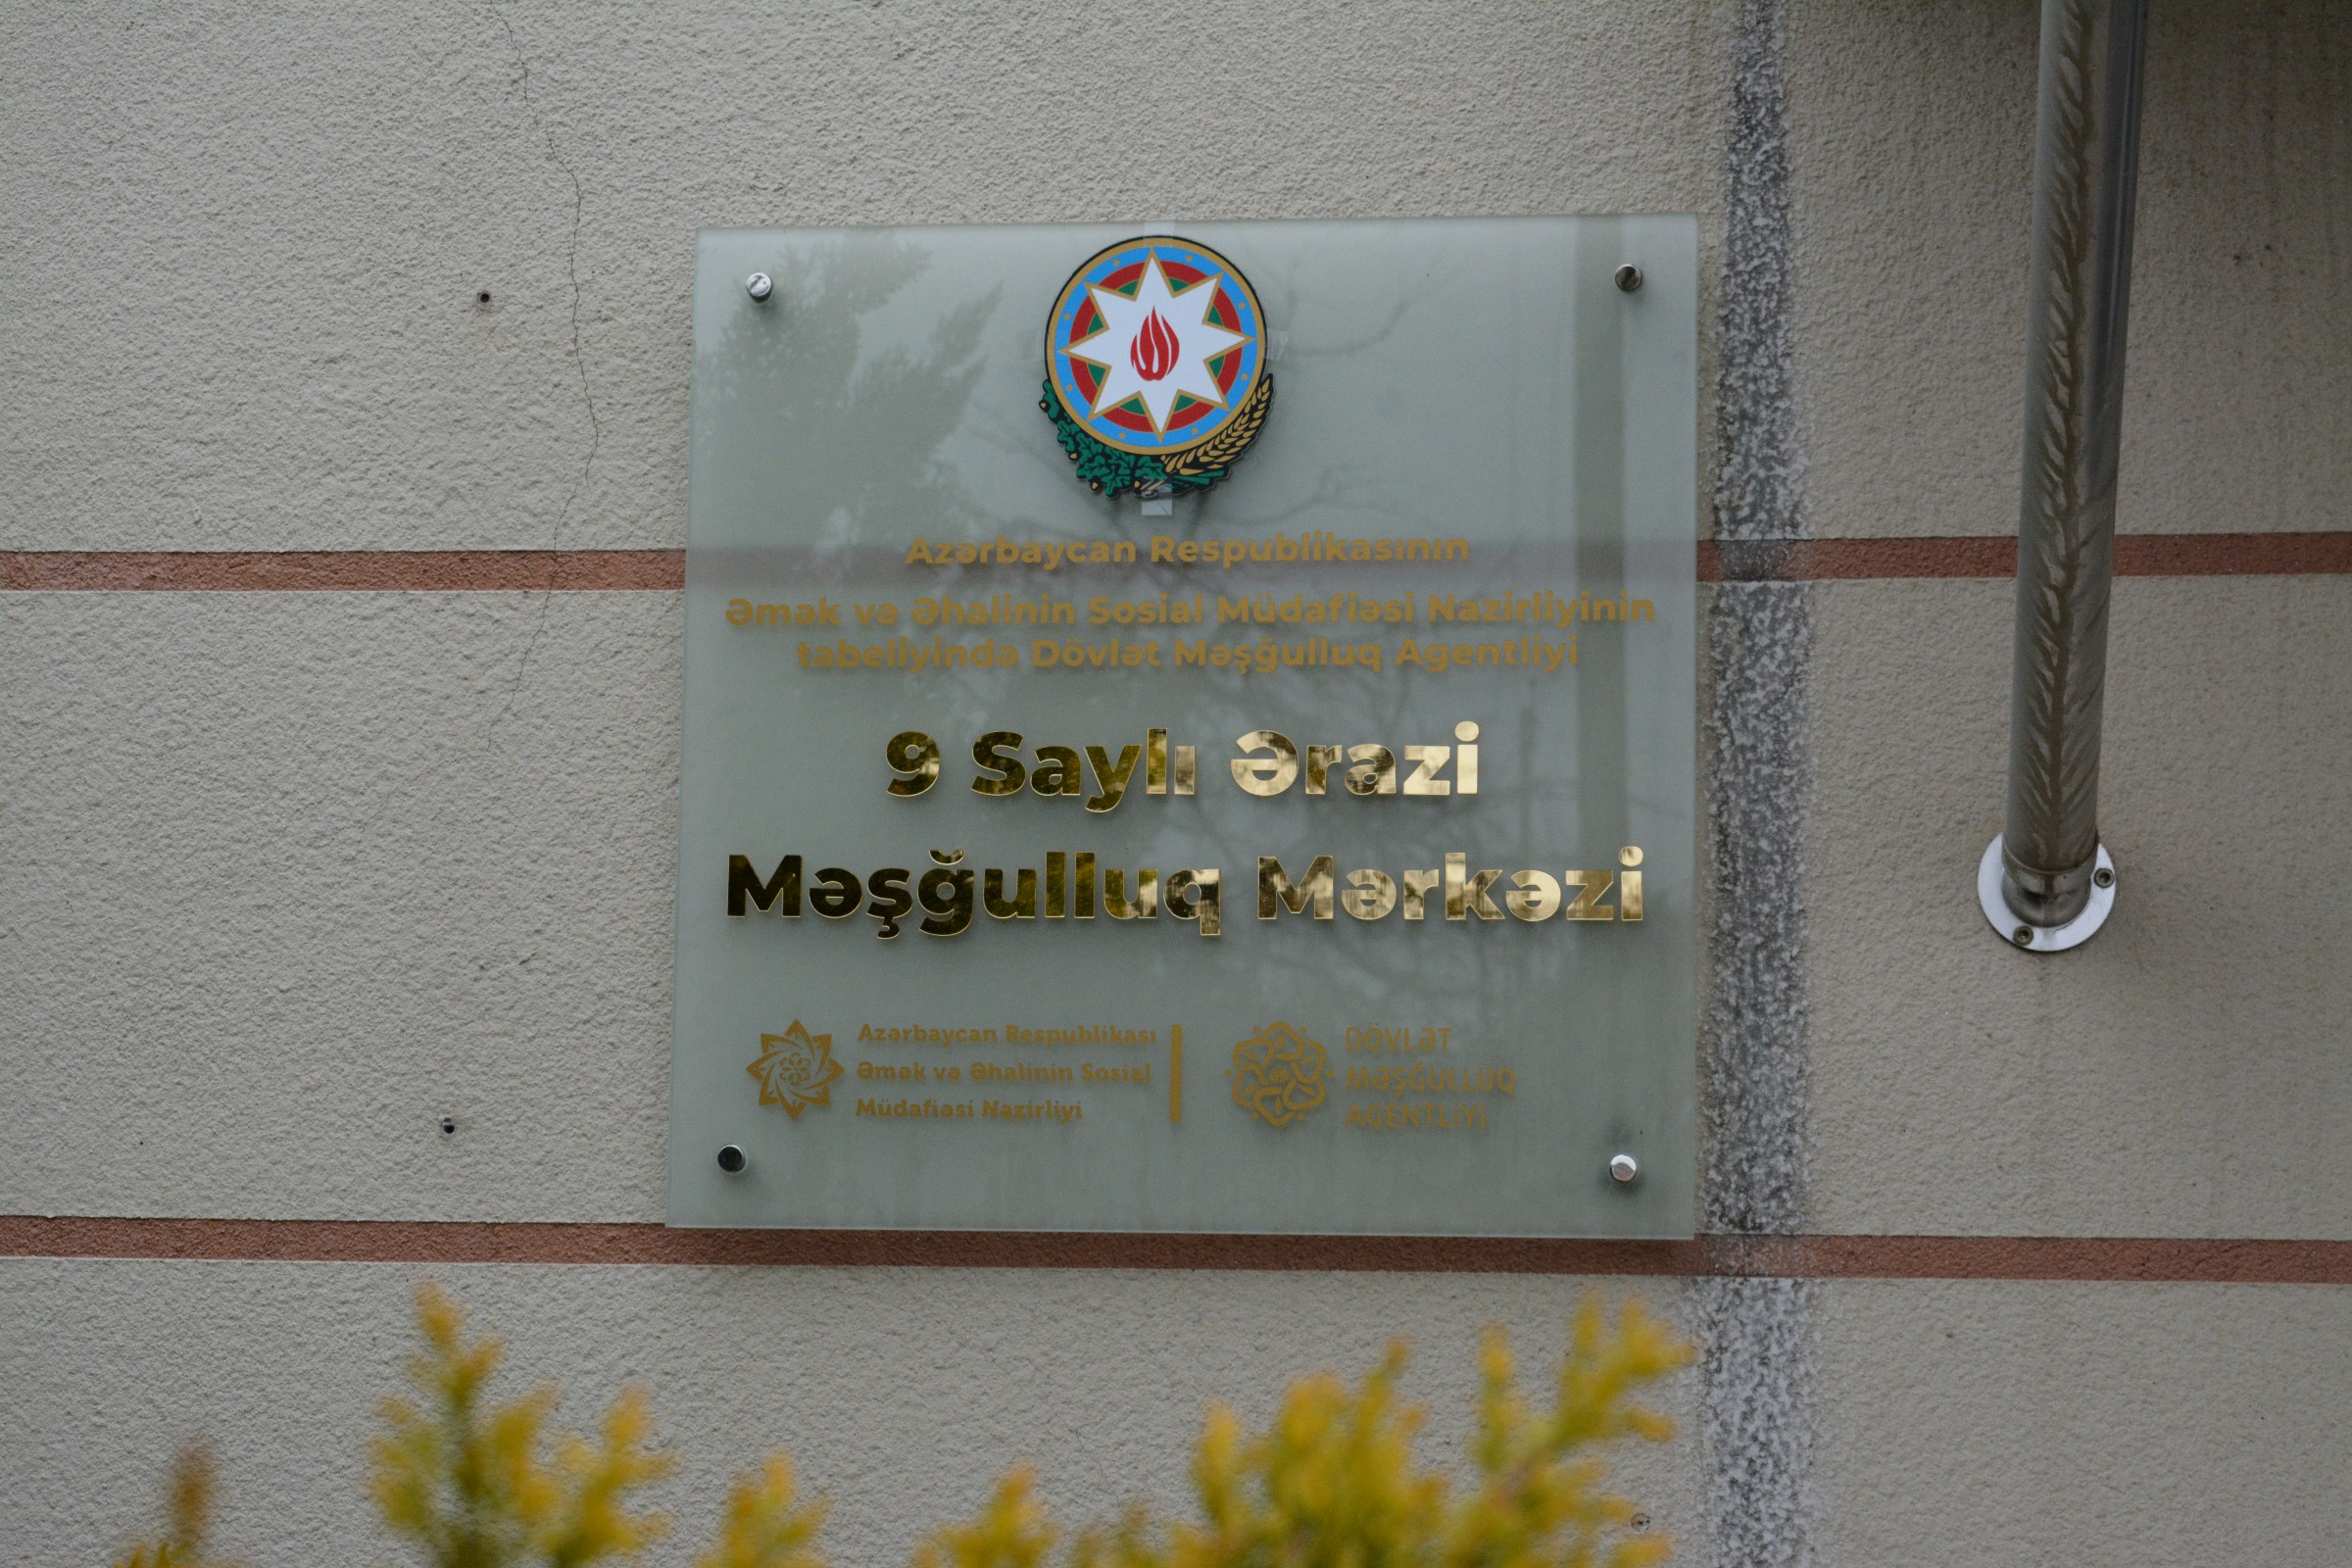 Azərbaycan Respublikasının
Əmək və Əhalinin Sosial Müdafiəsi Nazirliyinin
tabeliyində Dövlət Məşğulluq Agentliyi
9 Saylı Ərazi
Məşğulluq Mərkəzi
Azərbaycan Respublikası
Əmək və Əhalinin Sosial
Müdafiəsi Nazirliyi
DÖVLƏT
MƏŞĞULLUQ
AGENTLİYİ